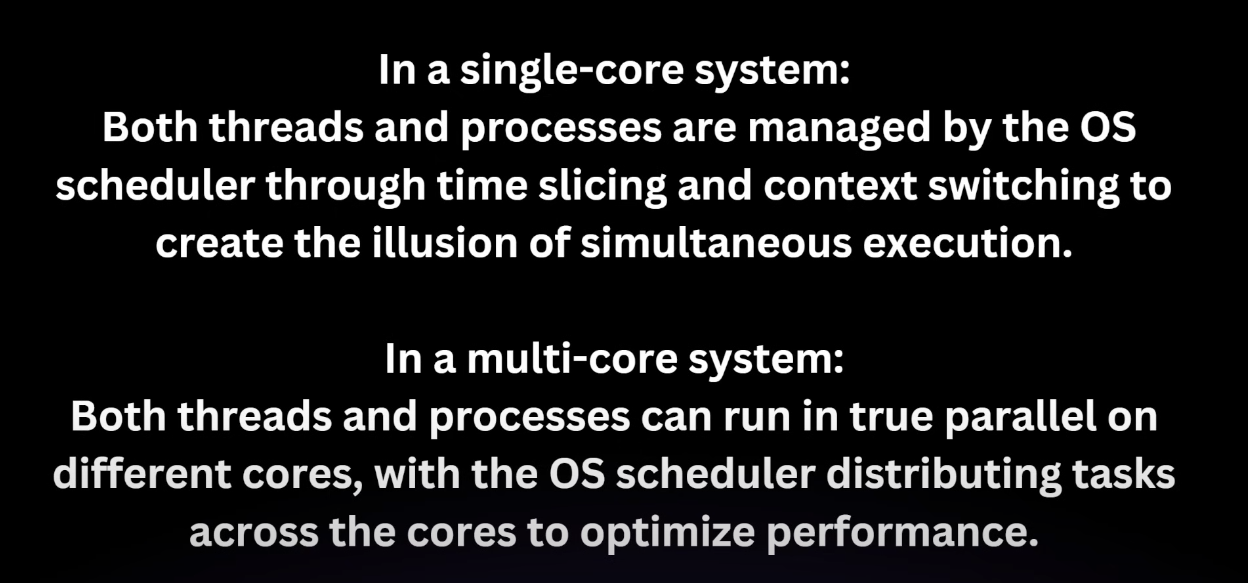 In a single-core system:
Both threads and processes are managed by the OS
scheduler through time slicing and context switching to
create the illusion of simultaneous execution.
In a multi-core system:
Both threads and processes can run in true parallel on
different cores, with the OS scheduler distributing tasks
across the cores to optimize performance.